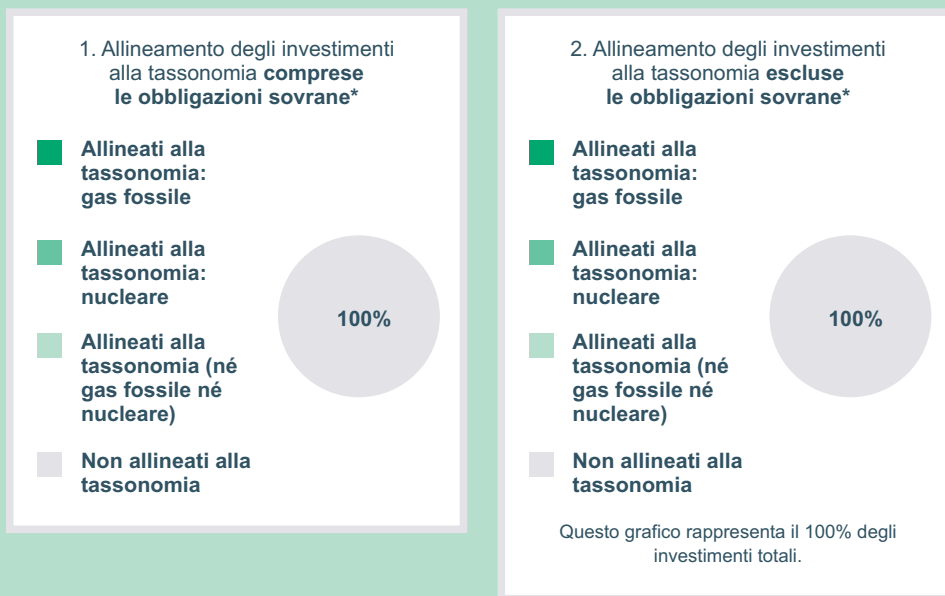 1. Allineamento degli investimenti
alla tassonomia comprese
le obbligazioni sovrane*
Allineati alla
tassonomia:
gas fossile
Allineati alla
tassonomia:
nucleare
Allineati alla
tassonomia (né
gas fossile né
nucleare)
Non allineati alla
tassonomia
100%
2. Allineamento degli investimenti
alla tassonomia escluse
le obbligazioni sovrane*
Allineati alla
tassonomia:
gas fossile
Allineati alla
tassonomia:
nucleare
Allineati alla
tassonomia (né
gas fossile né
nucleare)
Non allineati alla
tassonomia
100%
Questo grafico rappresenta il 100% degli
investimenti totali.